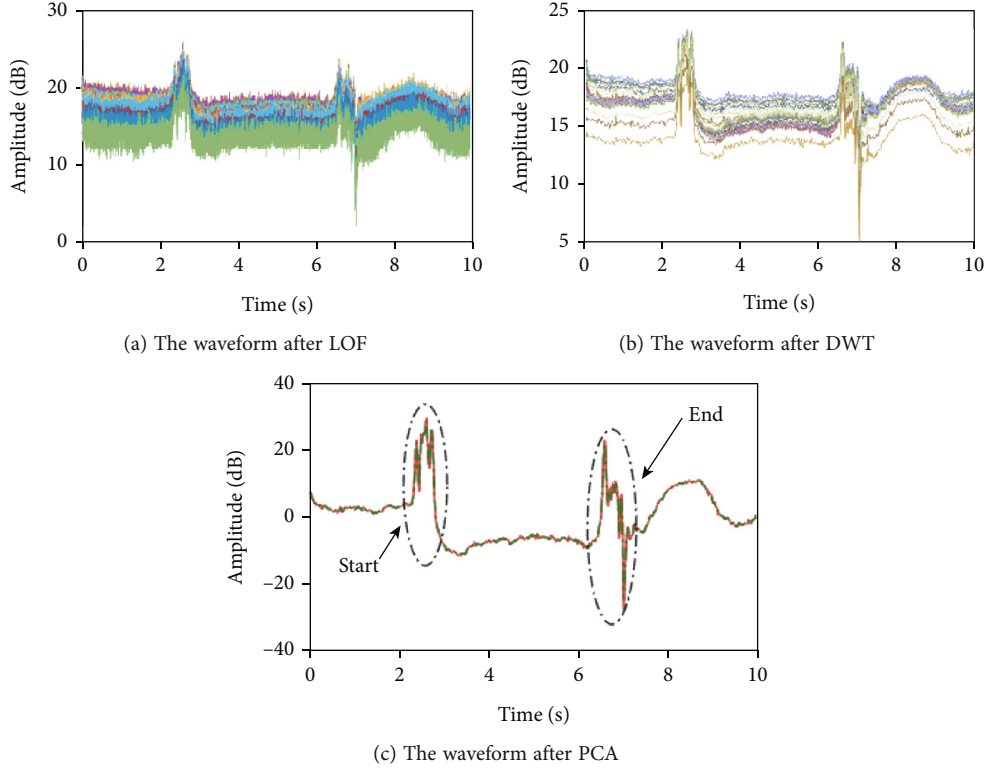 30
20
10
0
Amplitude (dB)
0 2 4 6 8 10
Time (s)
(a) The waveform after LOF
25
20
15
10
5
Amplitude (dB)
0 2 4 6 8 10
Time (s)
(b) The waveform after DWT
40
20
0
–20
–40
Amplitude (dB)
Start
End
0 2 4 6 8 10
Time (s)
(c) The waveform after PCA